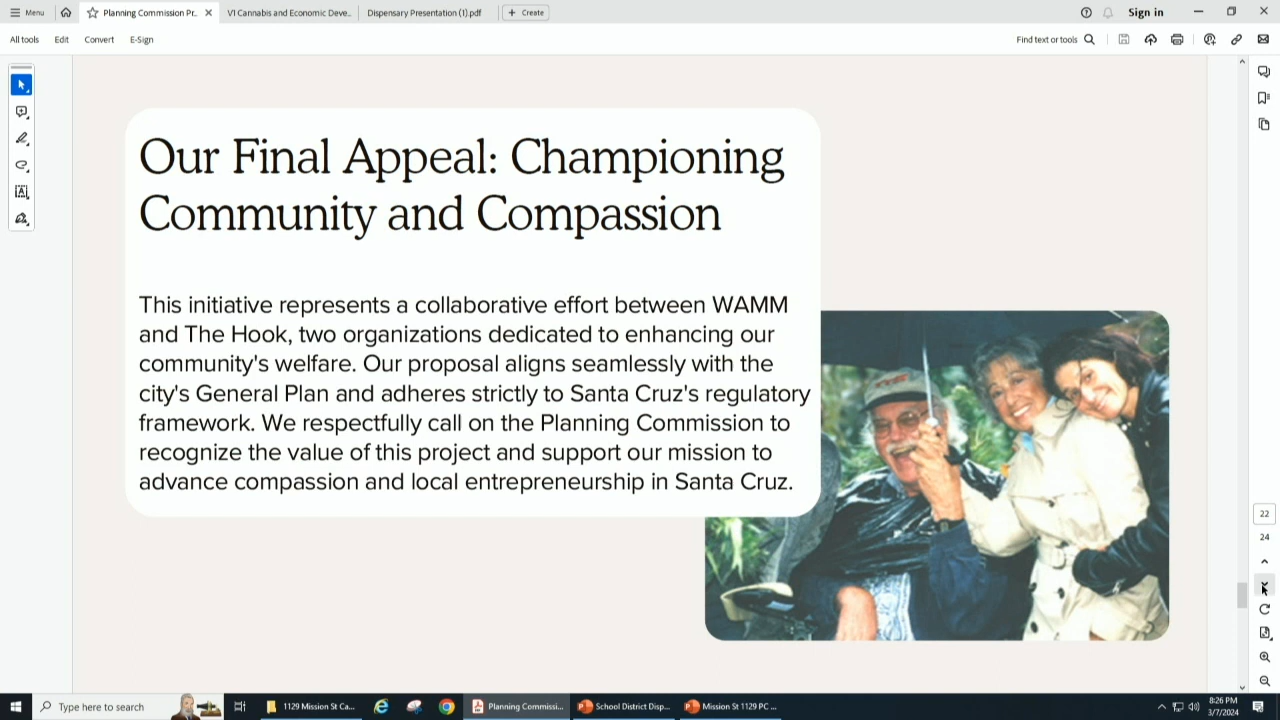 Menu
Planning Commission Pr..
VI Cannabis and Economic Deve..
Dispensary Presentation (1).pdf
+ Create
Sign in
All tools
Edit
Convert
E-Sign
Find text or tools
Our Final Appeal: Championing
Community and Compassion
This initiative represents a collaborative effort between WAMM
and The Hook, two organizations dedicated to enhancing our
community's welfare. Our proposal aligns seamlessly with the
city's General Plan and adheres strictly to Santa Cruz's regulatory
framework. We respectfully call on the Planning Commission to
recognize the value of this project and support our mission to
advance compassion and local entrepreneurship in Santa Cruz.
22
24
Type here to search
1129 Mission St Ca...
Planning Commissi...
School District Disp...
Mission St 1129 PC ...
8:26 PM
3/7/2024